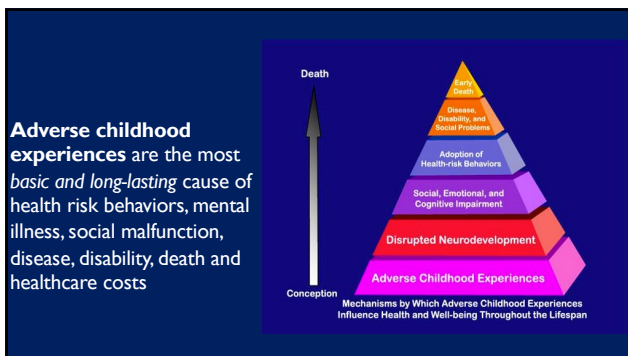 Adverse childhood
experiences are the most
basic and long-lasting cause of
health risk behaviors, mental
illness, social malfunction,
disease, disability, death and
healthcare costs
Death
Conception
Early
Death
Disease,
Disability, and
Social Problems
Adoption of
Health-risk Behaviors
Social, Emotional, and
Cognitive Impairment
Disrupted Neurodevelopment
Adverse Childhood Experiences
Mechanisms by Which Adverse Childhood Experiences
Influence Health and Well-being Throughout the Lifespan